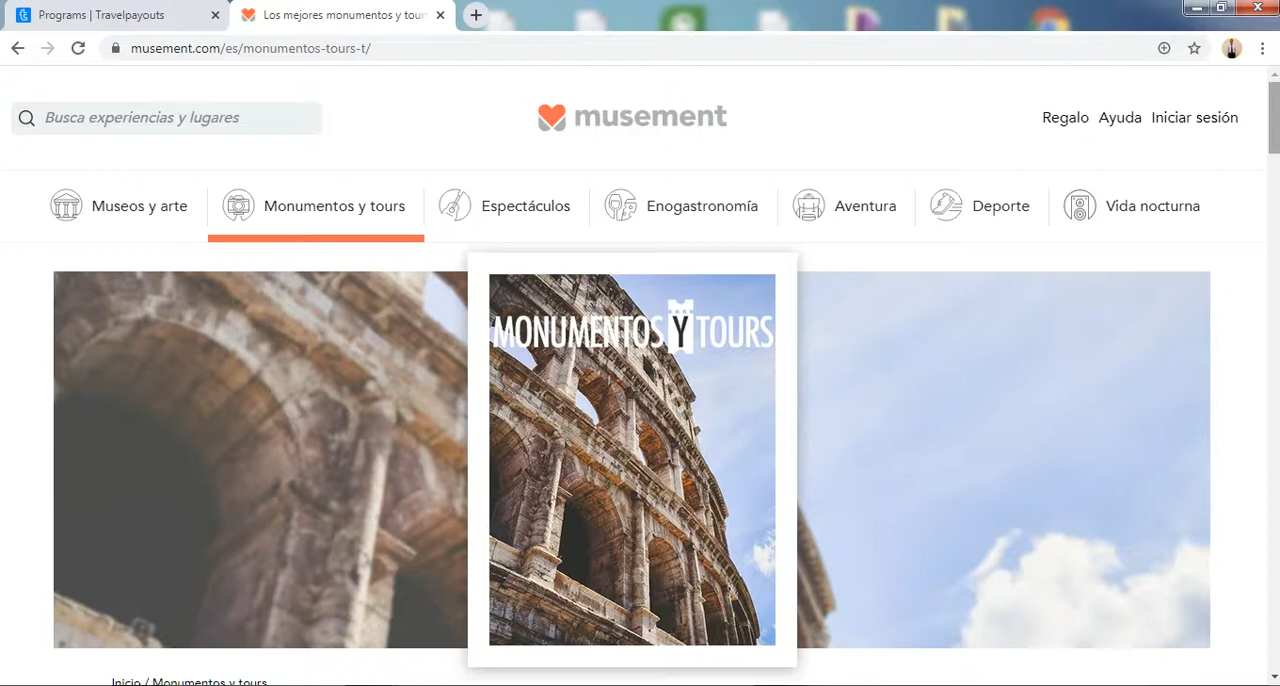 Programs | Travelpayouts
Los mejores monumentos y tour
musement.com/es/monumentos-tours-t/
Busca experiencias y lugares
musement
Regalo Ayuda Iniciar sesión
Museos y arte
Monumentos y tours
Espectáculos
Enogastronomía
Aventura
Deporte
Vida nocturna
MONUMENTOS Y TOURS
Inicio / Monumentos y tours